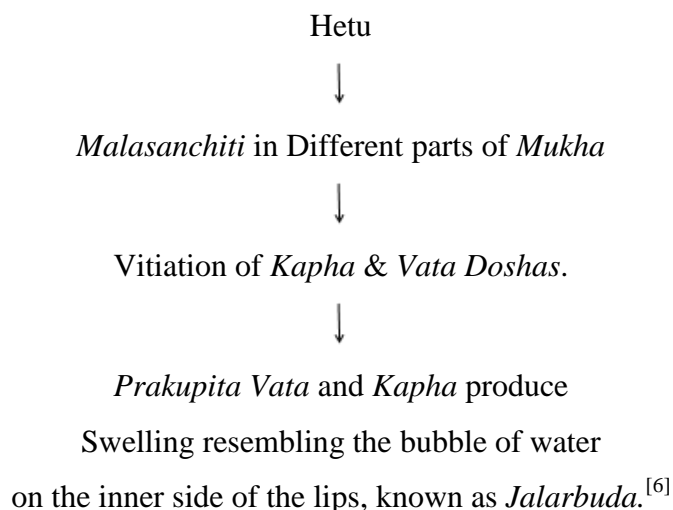 Hetu
Malasanchiti in Different parts of Mukha
Vitiation of Kapha & Vata Doshas.
Prakupita Vata and Kapha produce
Swelling resembling the bubble of water
on the inner side of the lips, known as Jalarbuda.[6]